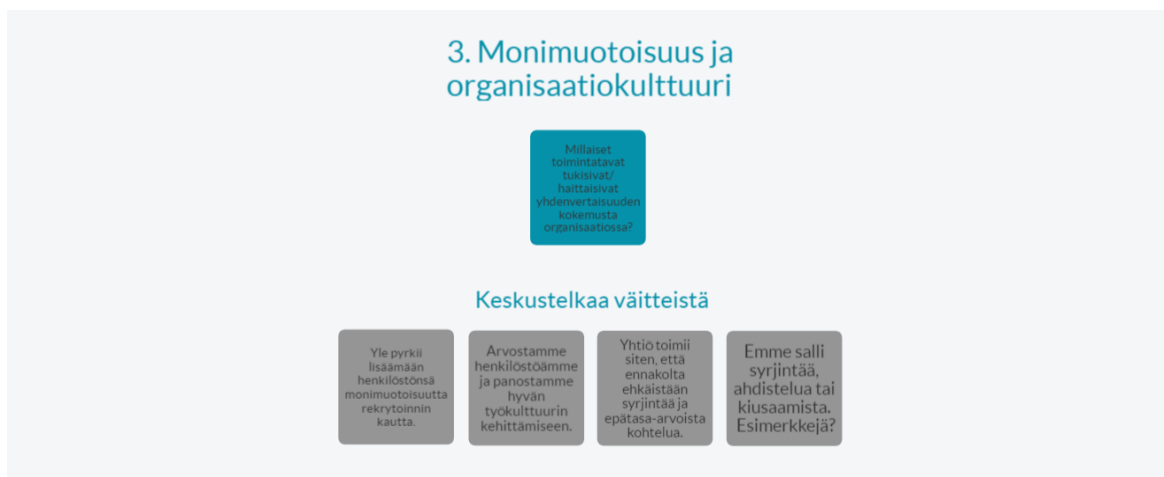 3. Monimuotoisuus ja
organisaatiokulttuuri
Millaiset
toimintatavat
tukisivat/
haittaisivat
yhdenvertaisuuden
kokemusta
organisaatiossa?
Keskustelkaa väitteistä
Yle pyrkii
lisäämään
henkilöstönsä
monimuotoisuutta
rekrytoinnin
kautta.
Arvostamme
henkilöstöämme
ja panostamme
hyvän
työkulttuurin
kehittämiseen.
Yhtiö toimii
siten, että
ennakolta
ehkäistään
syrjintää ja
epätasa-arvoista
kohtelua.
Emme salli
syrjintää,
ahdistelua tai
kiusaamista.
Esimerkkejä?